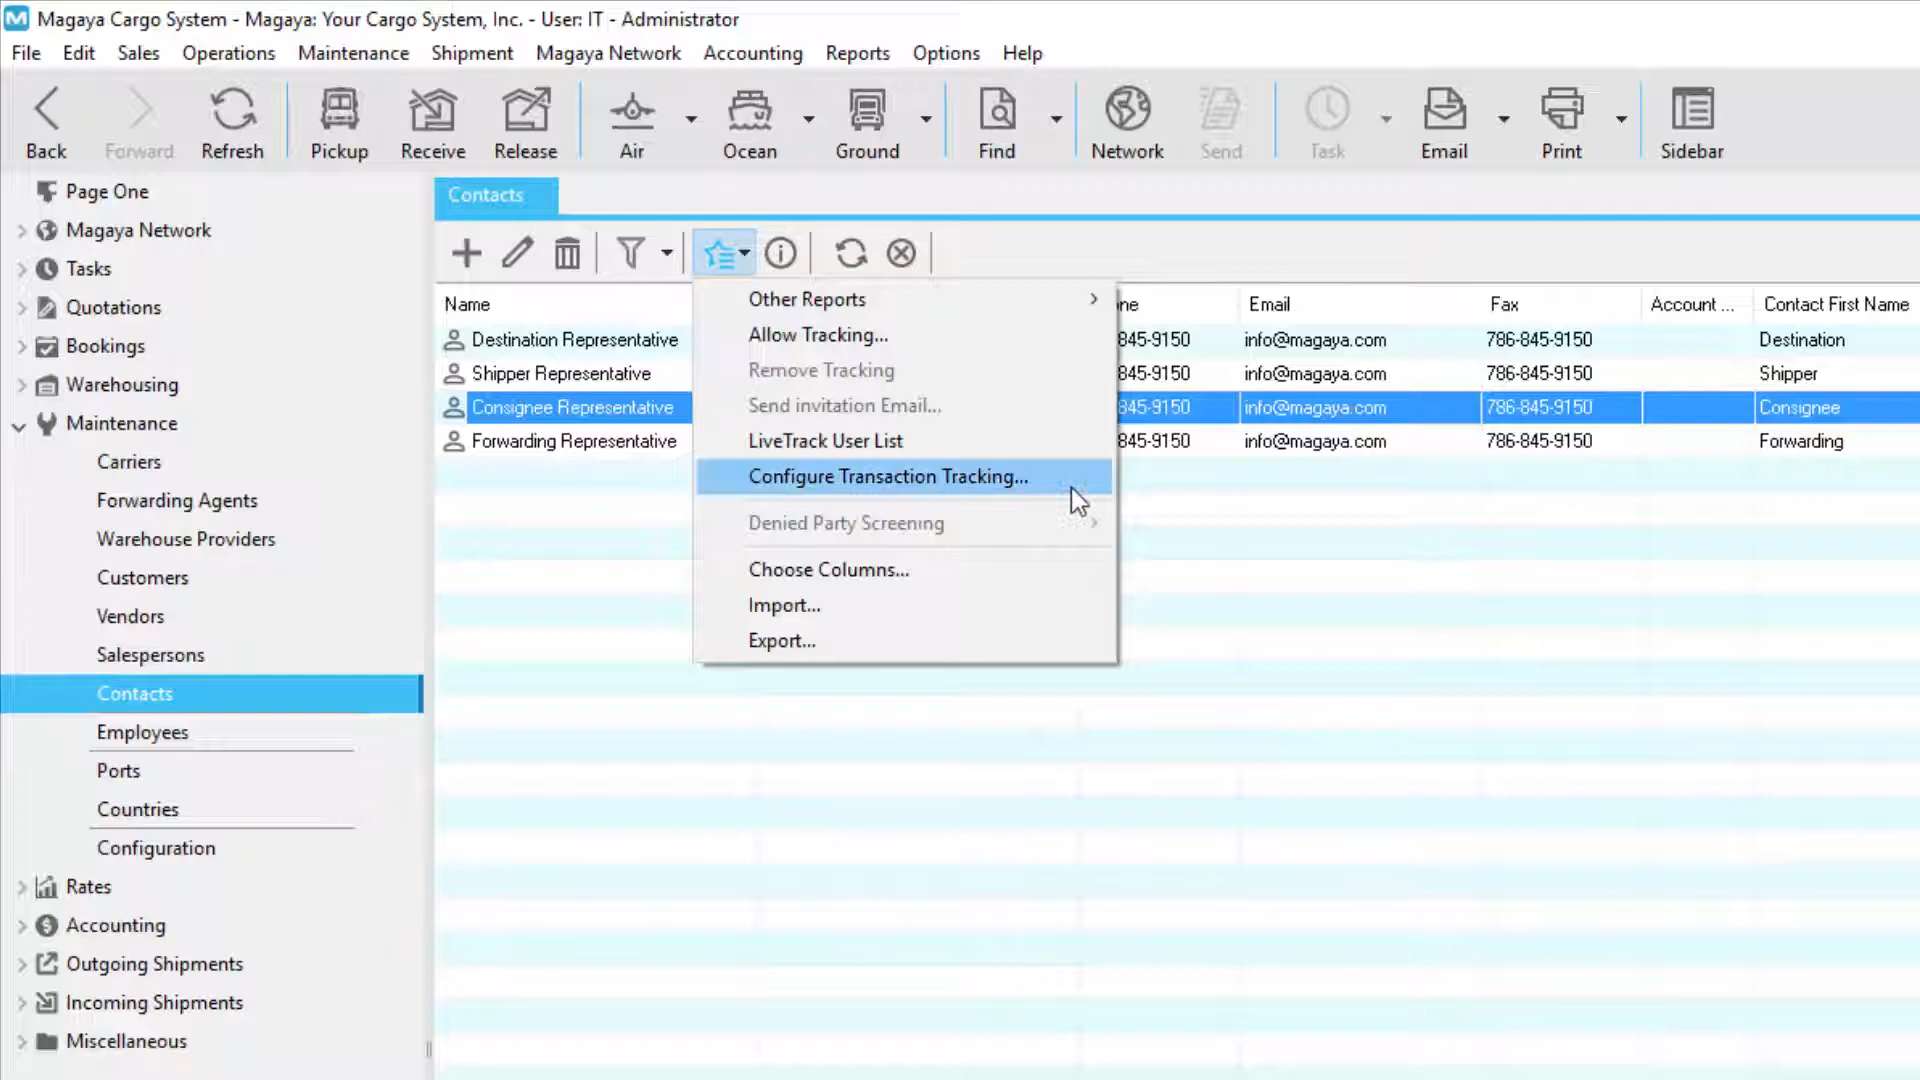 Magaya Cargo System - Magaya: Your Cargo System, Inc. - User: IT - Administrator
File Edit Sales Operations Maintenance Shipment Magaya Network Accounting Reports Options Help
Back Forward Refresh Pickup Receive Release Air Ocean Ground Find Network Send Task Email Print Sidebar
Page One
Magaya Network
Tasks
Quotations
Bookings
Warehousing
Maintenance
Carriers
Forwarding Agents
Warehouse Providers
Customers
Vendors
Salespersons
Contacts
Employees
Ports
Countries
Configuration
Rates
Accounting
Outgoing Shipments
Incoming Shipments
Miscellaneous
Contacts
Name ne Email Fax Account ... Contact First Name
Destination Representative 845-9150 info@magaya.com 786-845-9150 Destination
Shipper Representative 845-9150 info@magaya.com 786-845-9150 Shipper
Consignee Representative 845-9150 info@magaya.com 786-845-9150 Consignee
Forwarding Representative 845-9150 info@magaya.com 786-845-9150 Forwarding
Other Reports
Allow Tracking...
Remove Tracking
Send invitation Email...
LiveTrack User List
Configure Transaction Tracking...
Denied Party Screening
Choose Columns...
Import...
Export...